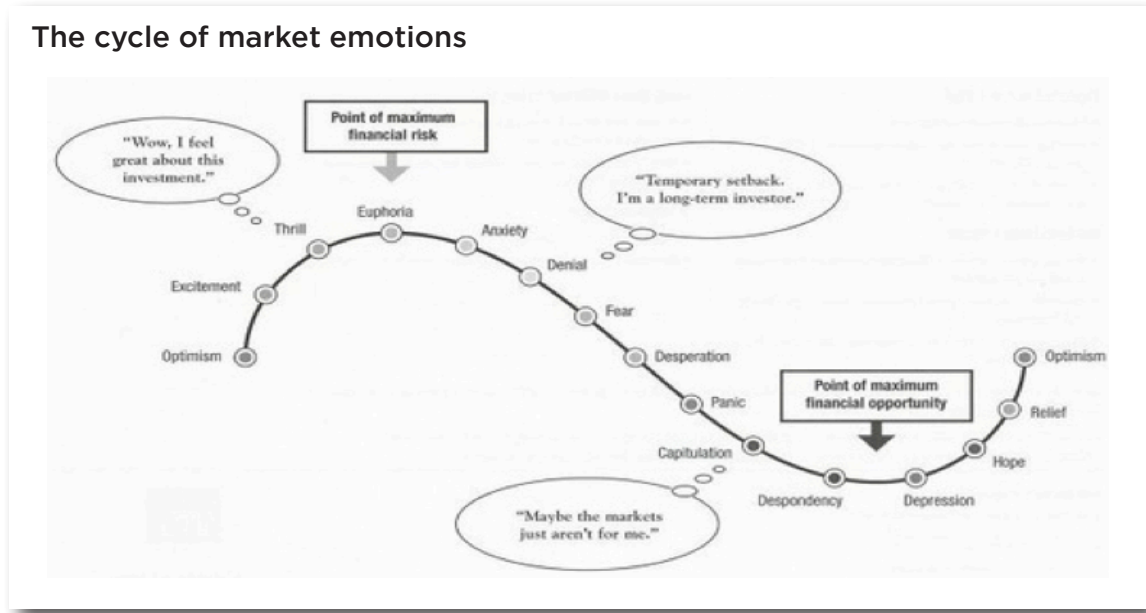 The cycle of market emotions
Point of maximum
financial risk
"Wow, I feel
great about this
investment."
"Temporary setback.
I'm a long-term investor."
Euphoria
Thrill
Anxiety
Denial
Excitement
Fear
Optimism
Desperation
Optimism
Point of maximum
financial opportunity
Panic
Relief
Capitulation
Hope
Despondency
Depression
"Maybe the markets
just aren't for me."